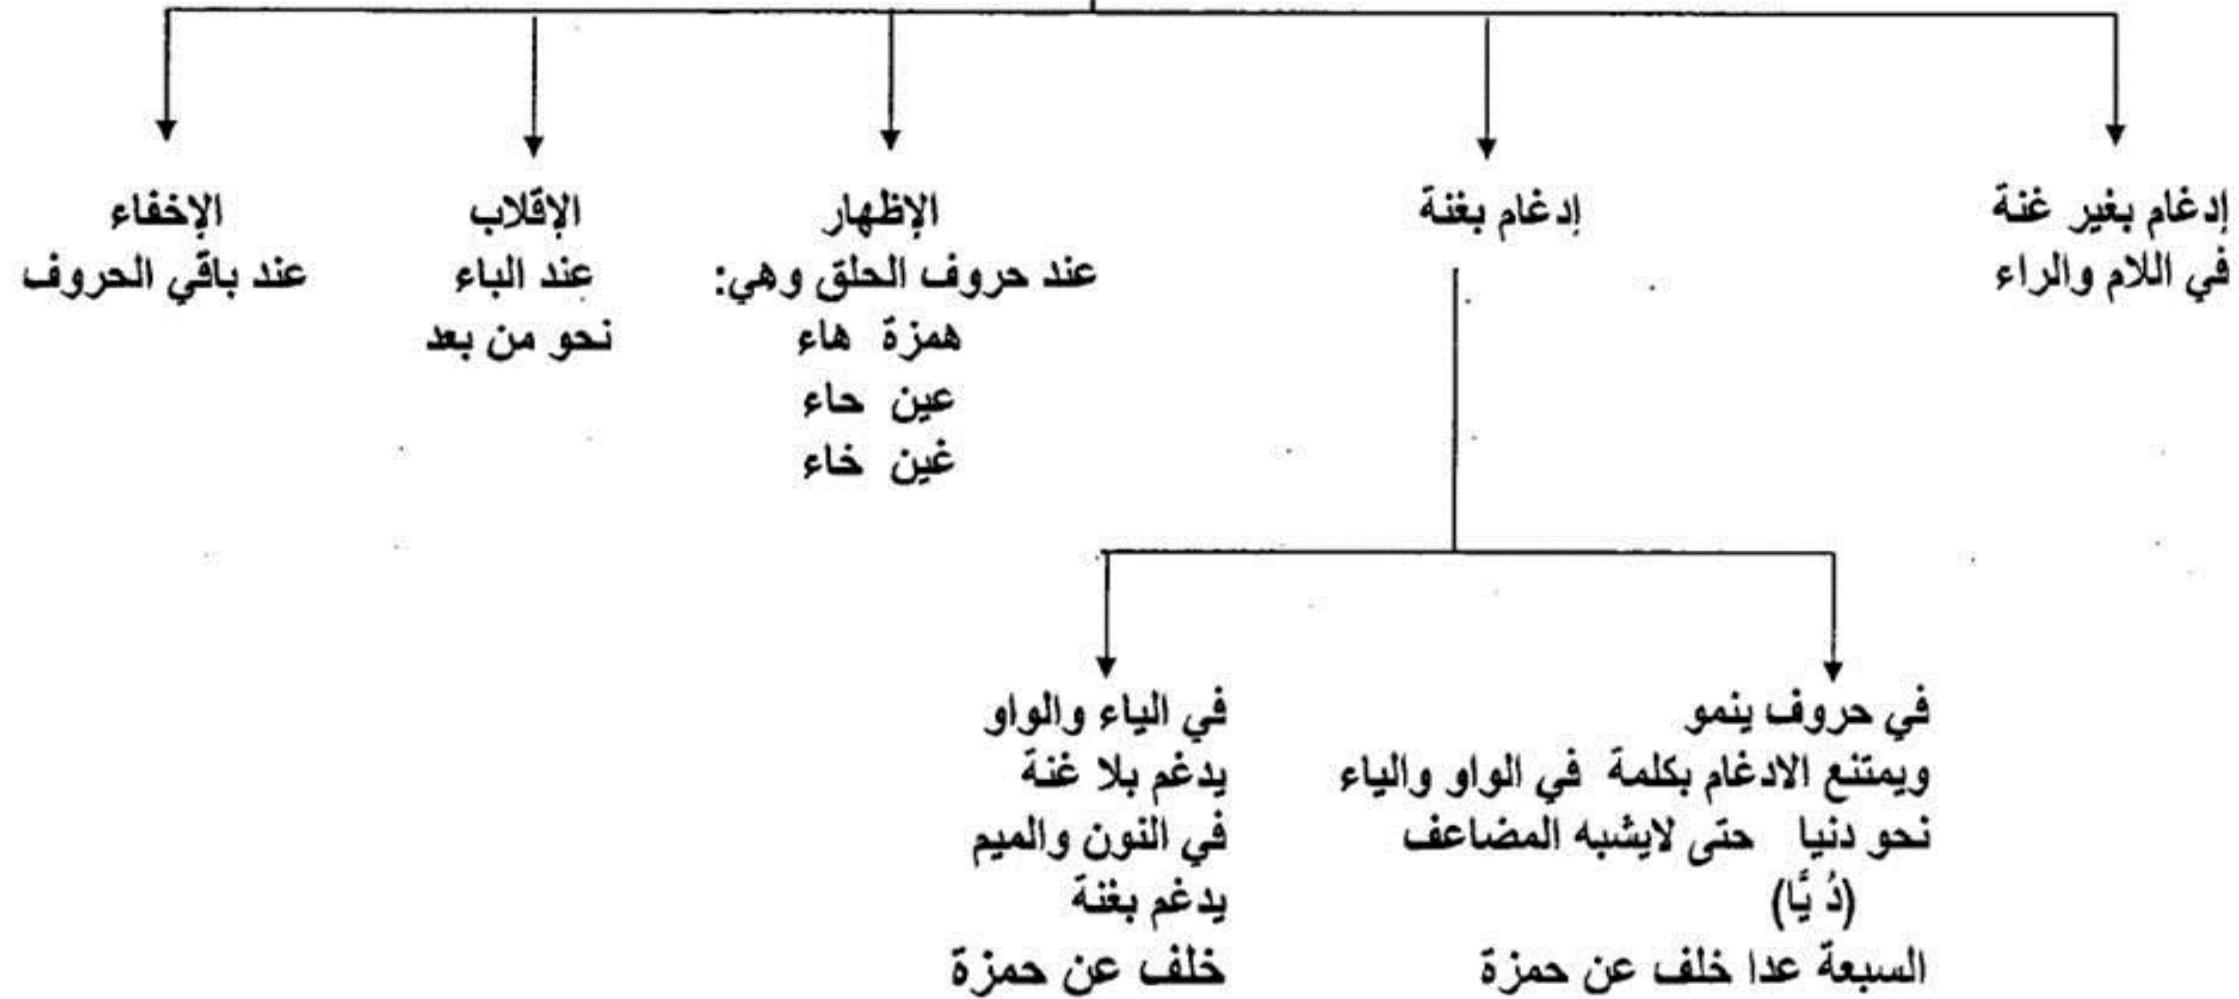 إدغام بغير غنة
في اللام والراء
إدغام بغنة
الإظهار
عند حروف الحلق وهي:
همزة هاء
عين حاء
غين خاء
الإقلاب
عند الباء
نحو من بعد
الإخفاء
عند باقي الحروف
في حروف ينمو
ويمتنع الادغام بكلمة في الواو والياء
نحو دنيا حتى لايشبه المضاعف
(دُ يَّا)
السبعة عدا خلف عن حمزة
في الياء والواو
يدغم بلا غنة
في النون والميم
يدغم بغنة
خلف عن حمزة